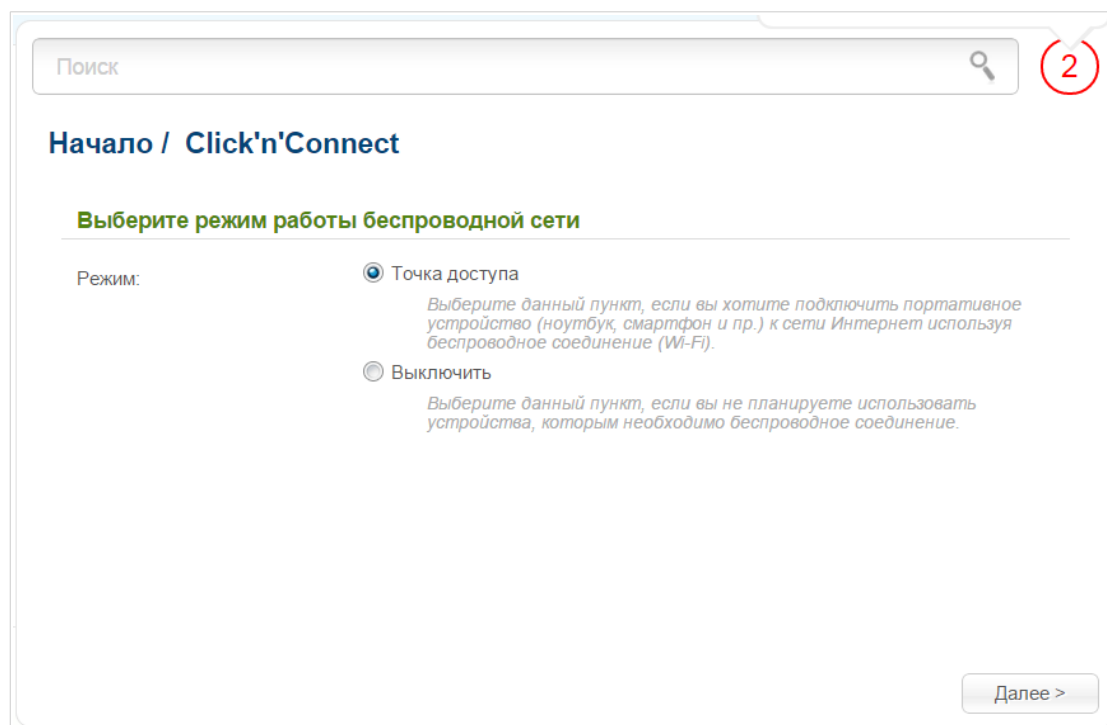 Поиск
2
Начало / Click'n'Connect
Выберите режим работы беспроводной сети
Режим:
Точка доступа
Выберите данный пункт, если вы хотите подключить портативное
устройство (ноутбук, смартфон и пр.) к сети Интернет используя
беспроводное соединение (Wi-Fi).
Выключить
Выберите данный пункт, если вы не планируете использовать
устройства, которым необходимо беспроводное соединение.
Далее >